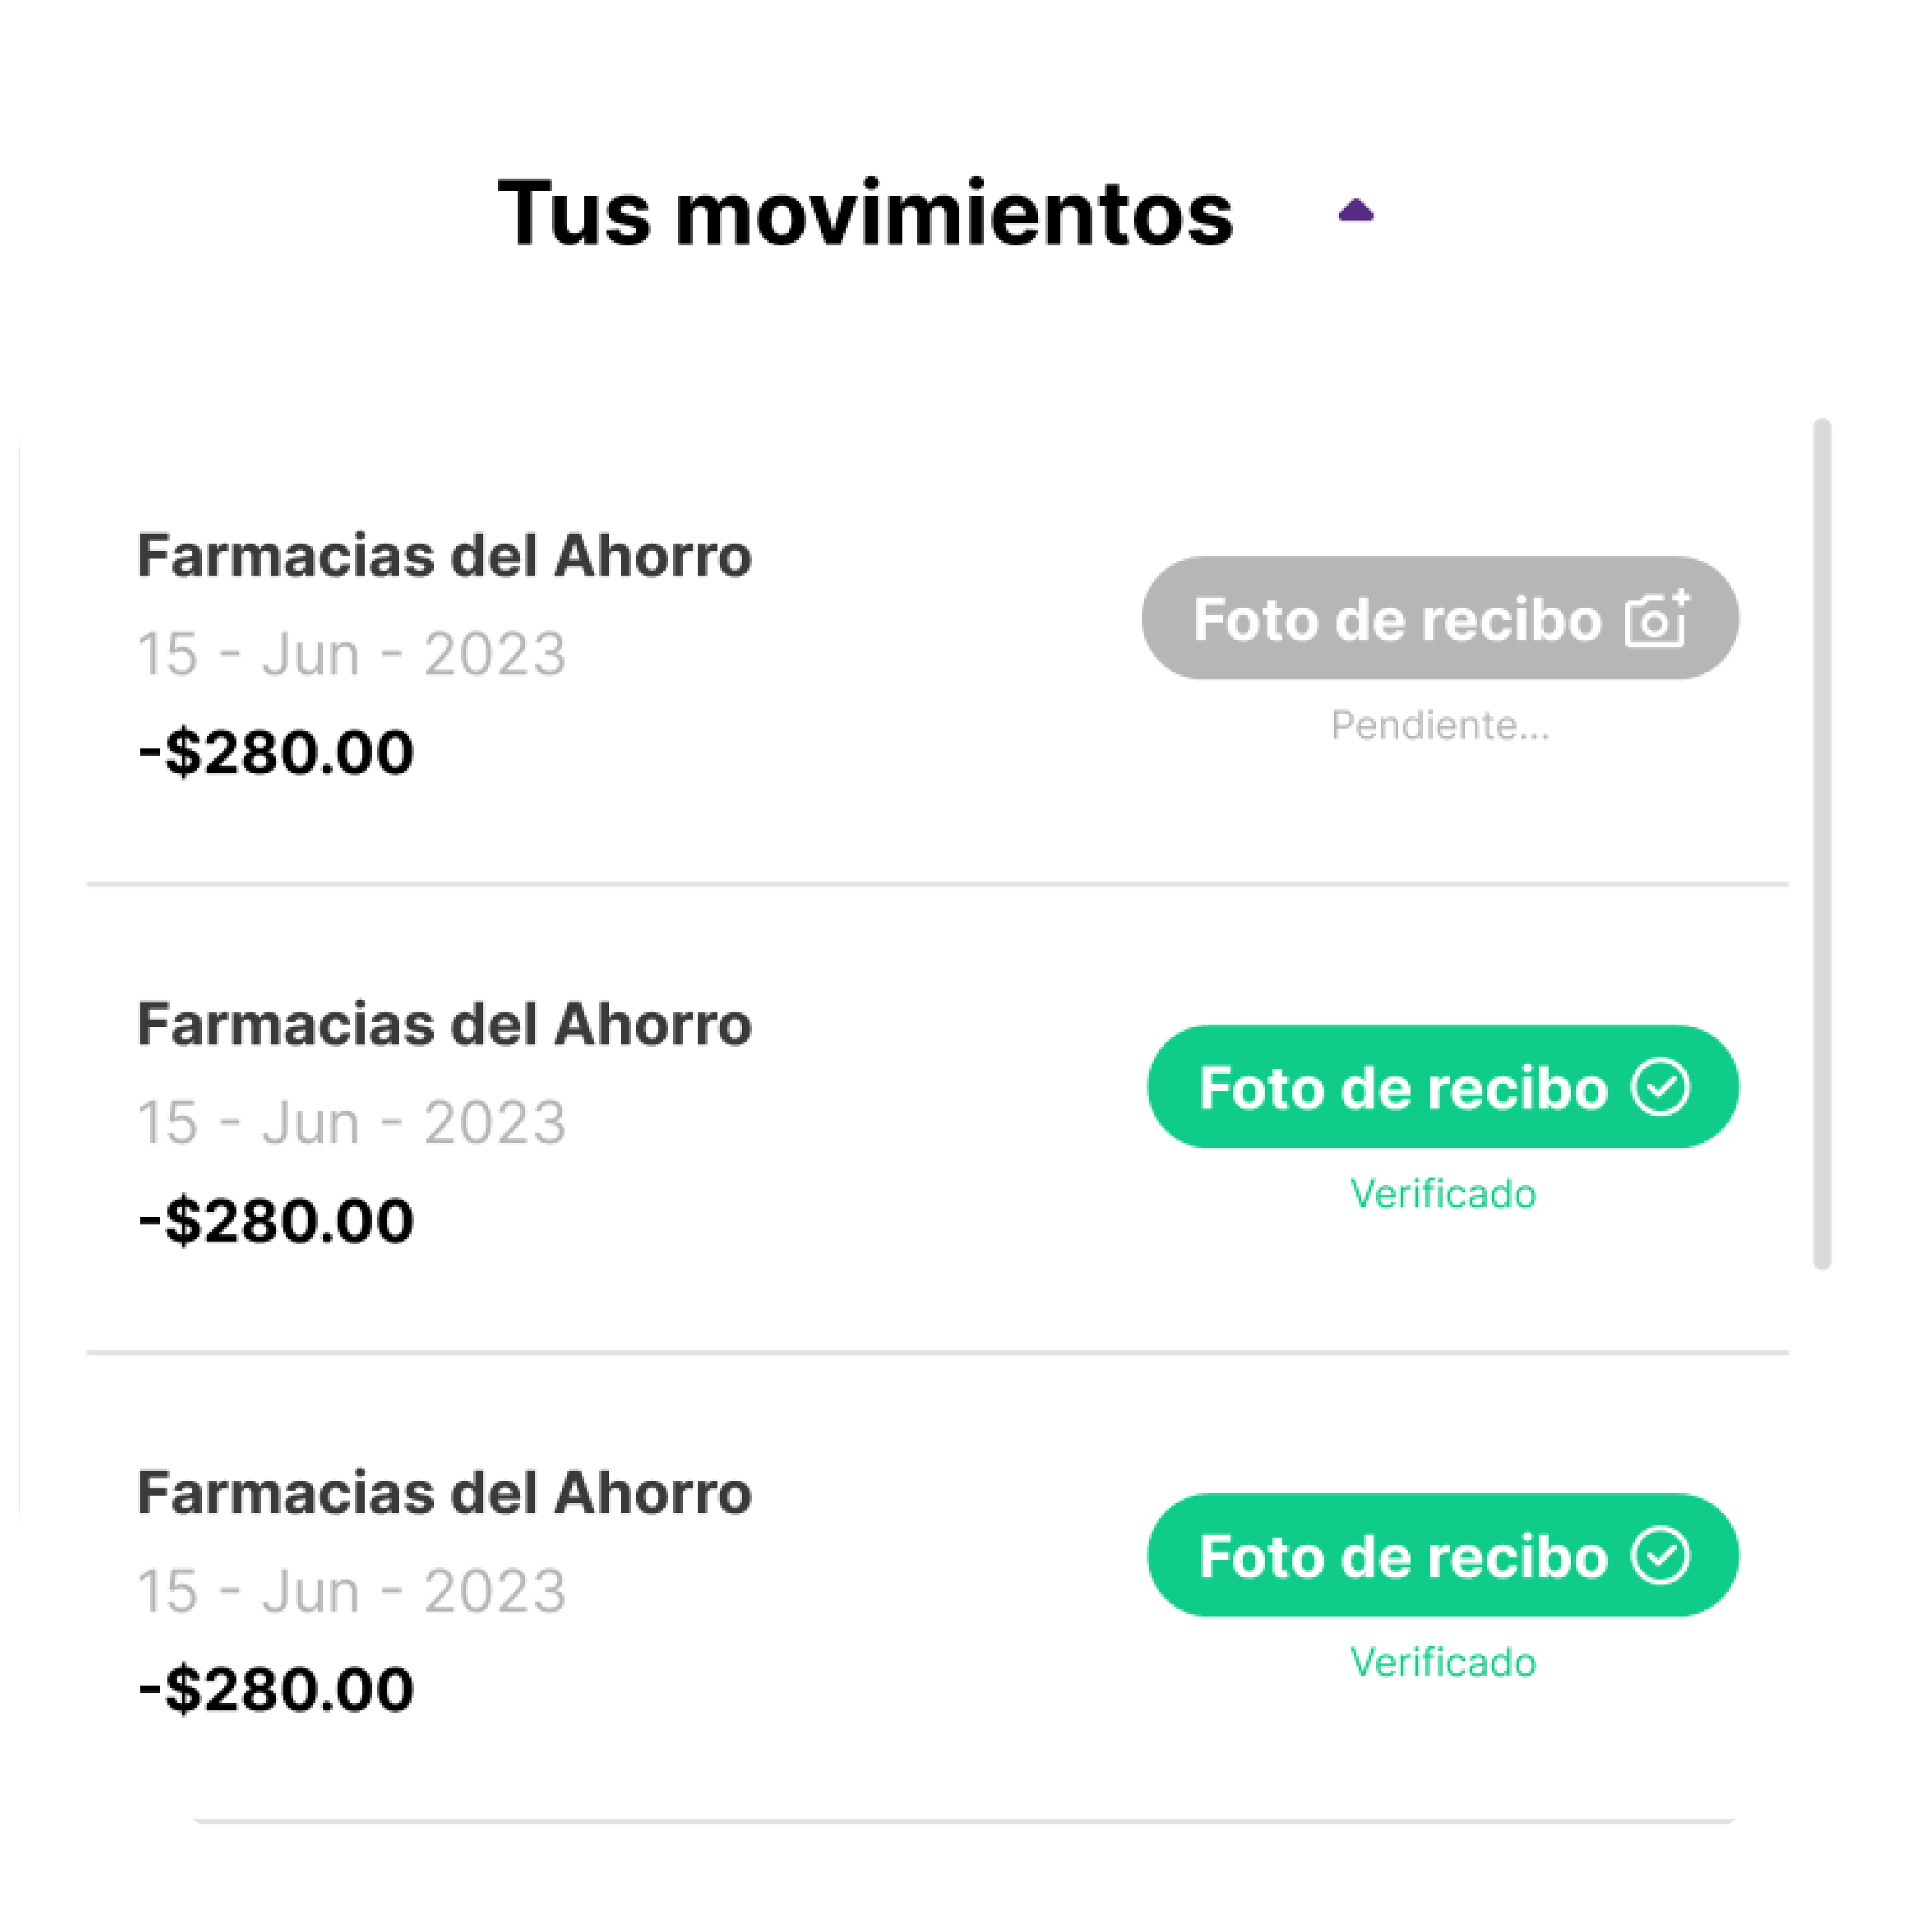 Tus movimientos
Farmacias del Ahorro
15 - Jun - 2023
-$280.00
Foto de recibo
Pendiente...
Farmacias del Ahorro
15 - Jun - 2023
-$280.00
Foto de recibo
Verificado
Farmacias del Ahorro
15 - Jun - 2023
-$280.00
Foto de recibo
Verificado